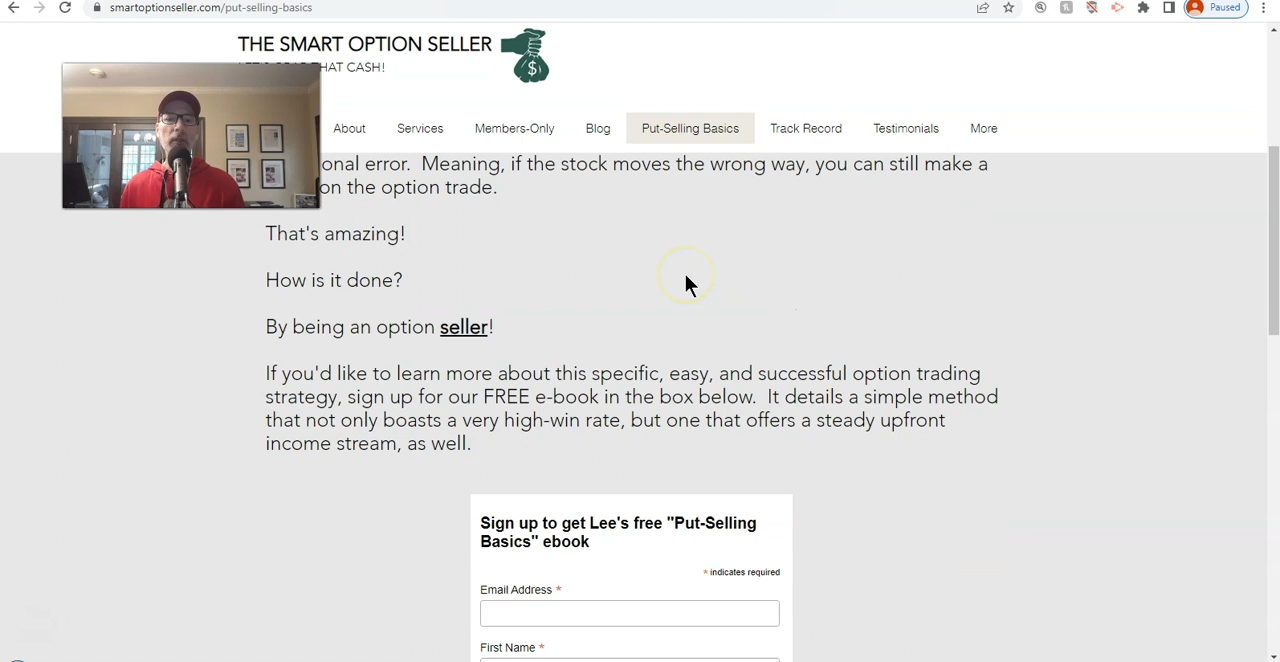 smartoptionseller.com/put-selling-basics
Paused
THE SMART OPTION SELLER
$
THAT CASH!
About
Services
Members-Only
Blog
Put-Selling Basics
Track Record
Testimonials
More
onal error. Meaning, if the stock moves the wrong way, you can still make a
on the option trade.
That's amazing!
How is it done?
By being an option seller!
If you'd like to learn more about this specific, easy, and successful option trading
strategy, sign up for our FREE e-book in the box below. It details a simple method
that not only boasts a very high-win rate, but one that offers a steady upfront
income stream, as well.
Sign up to get Lee's free "Put-Selling
Basics" ebook
* indicates required
Email Address *
First Name *